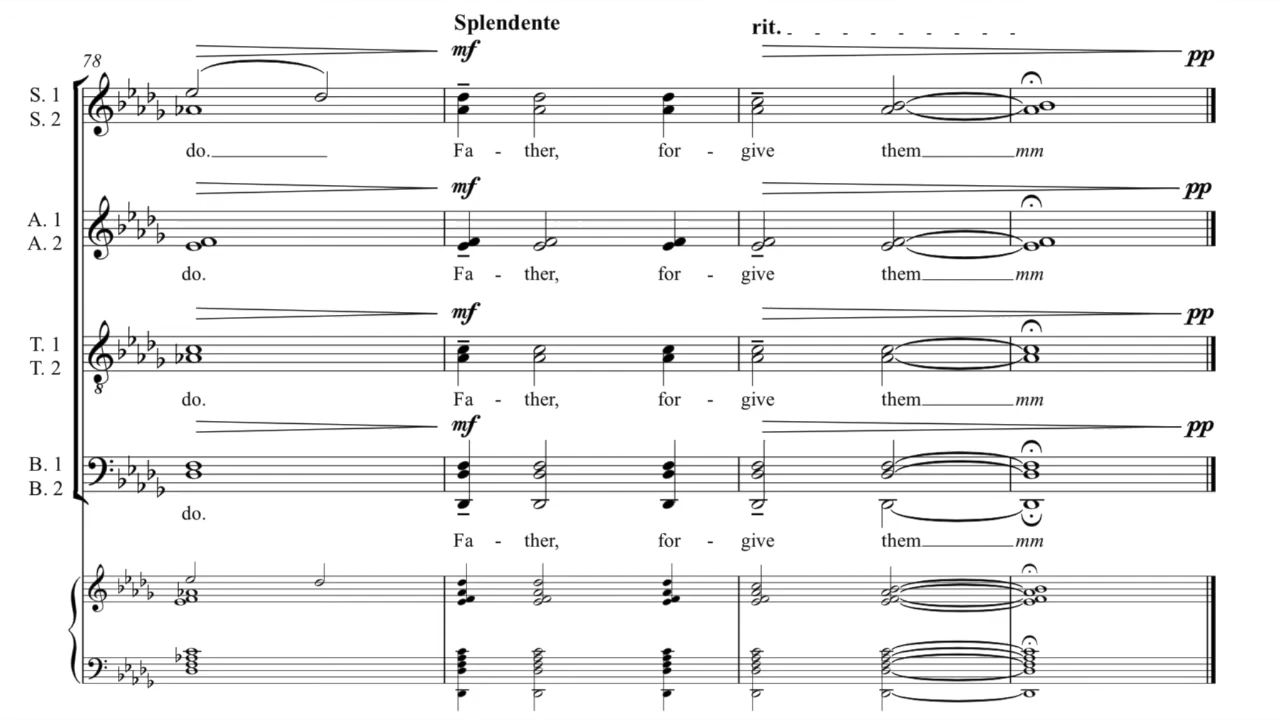 Splendente rit.
mf
78
S. 1
S. 2
pp
do. Fa - ther, for - give them mm
mf pp
A. 1
A. 2
do. Fa - ther, for - give them mm
mf pp
T. 1
T. 2
8
do. Fa - ther, for - give them mm
mf pp
B. 1
B. 2
do.
Fa - ther, for - give them mm